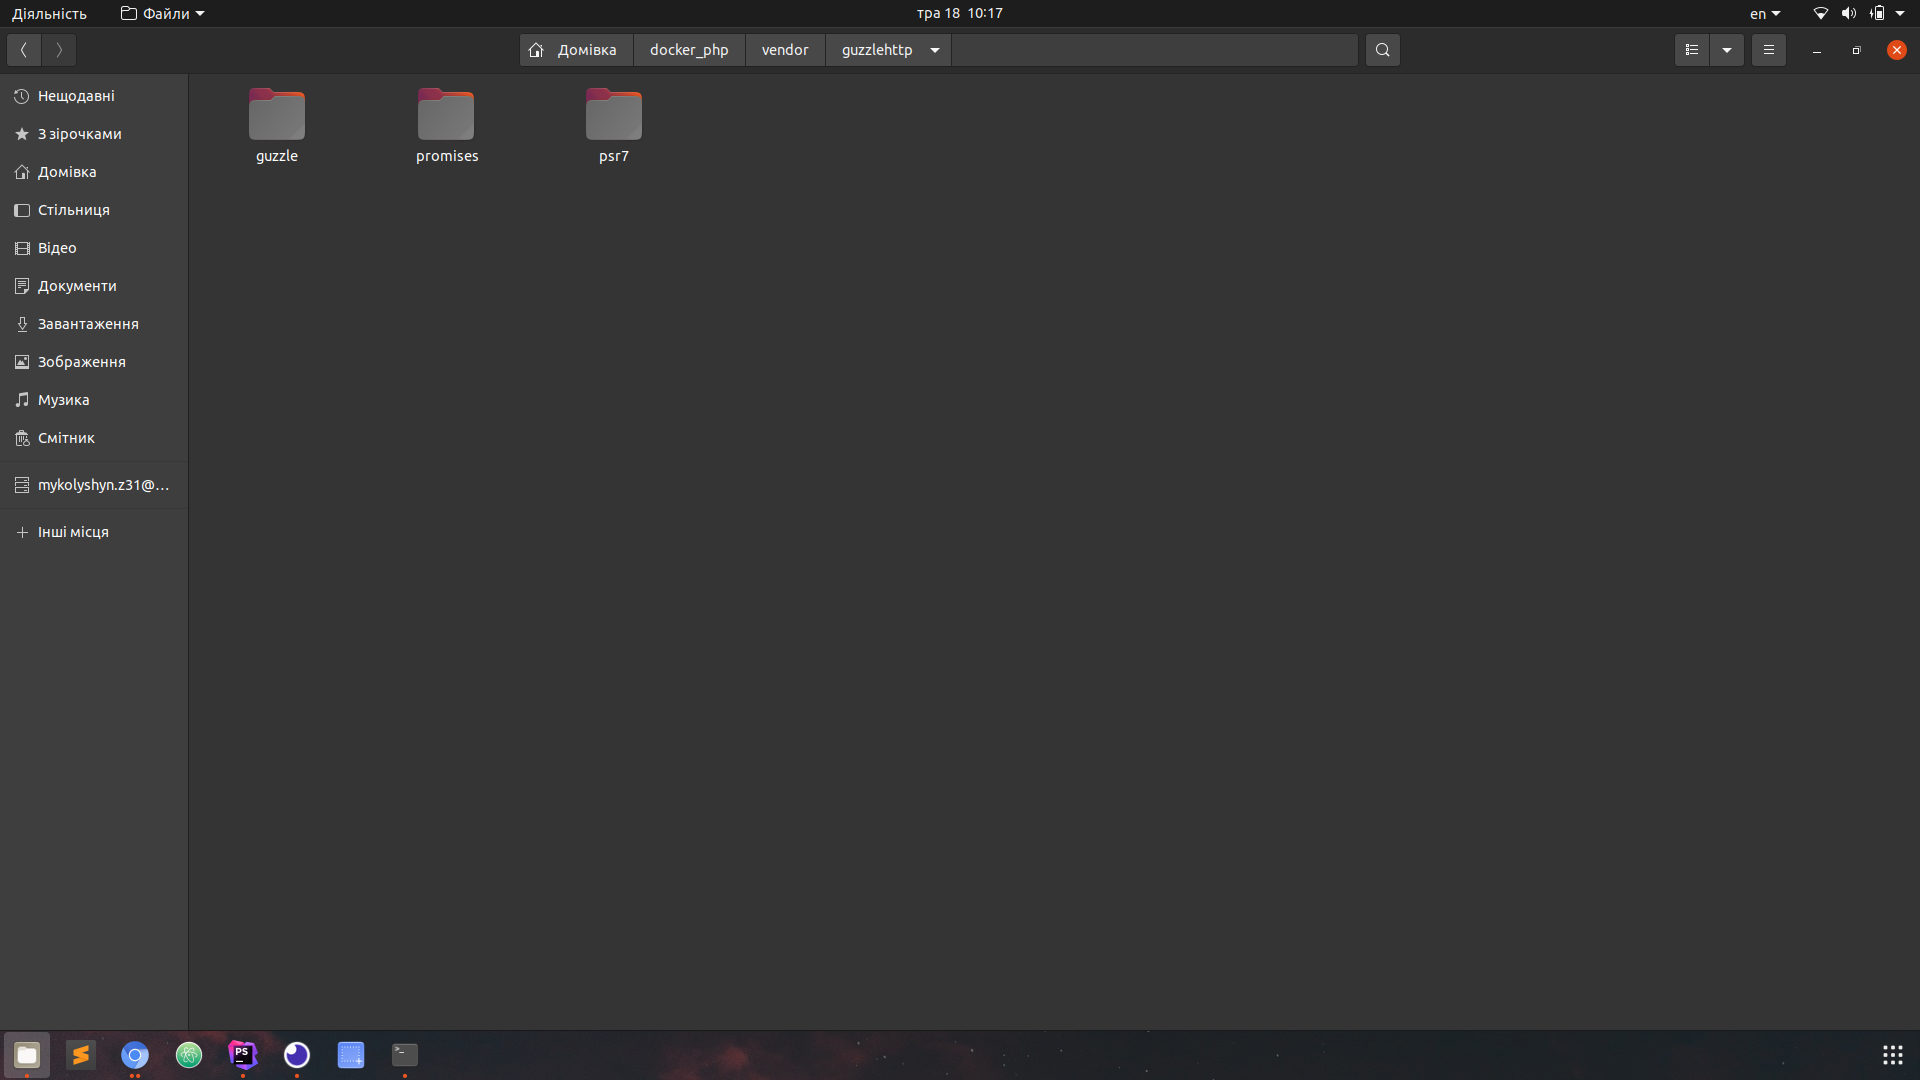 Діяльність
Файли
тра 18 10:17
en
Домівка
docker_php
vendor
guzzlehttp
Нещодавні
З зірочками
Домівка
Стільниця
Відео
Документи
Завантаження
Зображення
Музика
Смітник
mykolyshyn.z31@…
Інші місця
guzzle
promises
psr7
PS